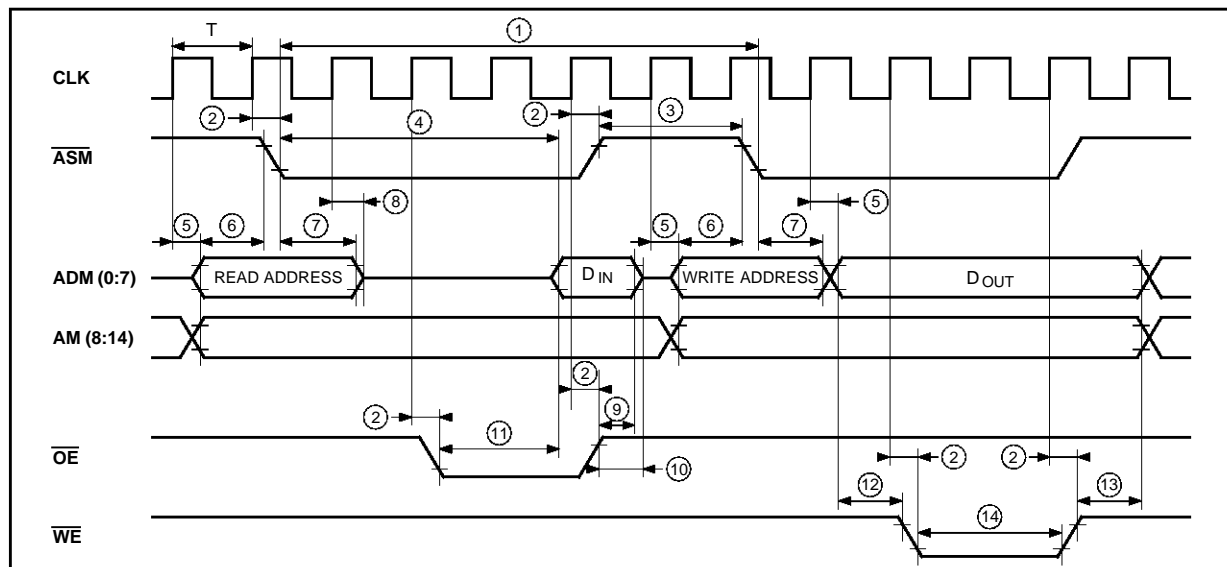 T ①
CLK
② ④ ② ③
ASM
⑧ ⑤
⑤ ⑥ ⑦ ⑤ ⑥ ⑦
ADM (0:7) READ ADDRESS D IN WRITE ADDRESS D OUT
AM (8:14)
②
② ⑪ ⑨
OE ⑩ ② ②
⑫ ⑬
WE ⑭